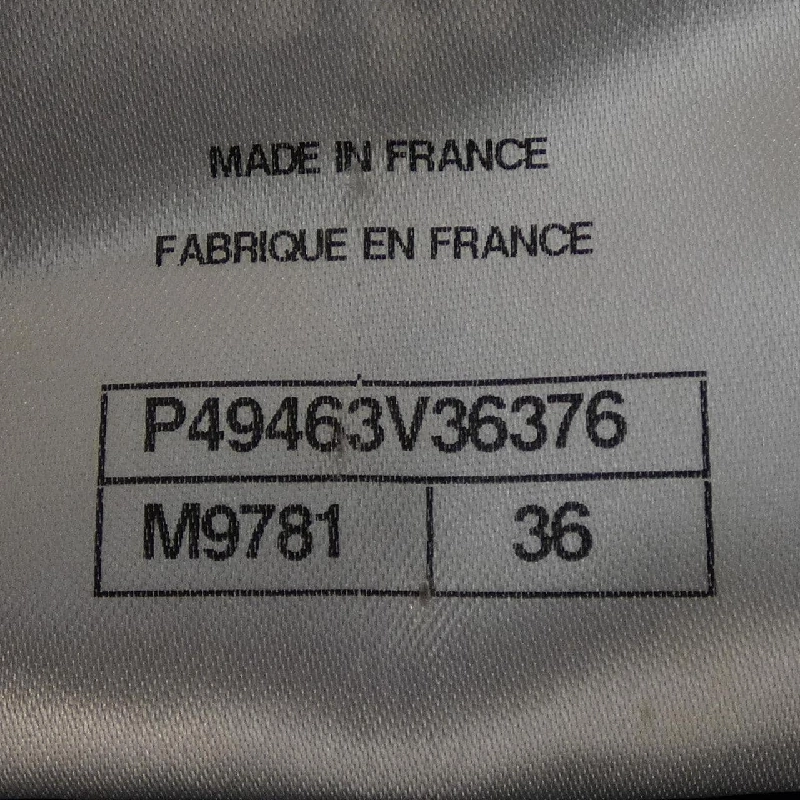 MADE IN FRANCE
FABRIQUE EN FRANCE
P49463V36376
M9781 36